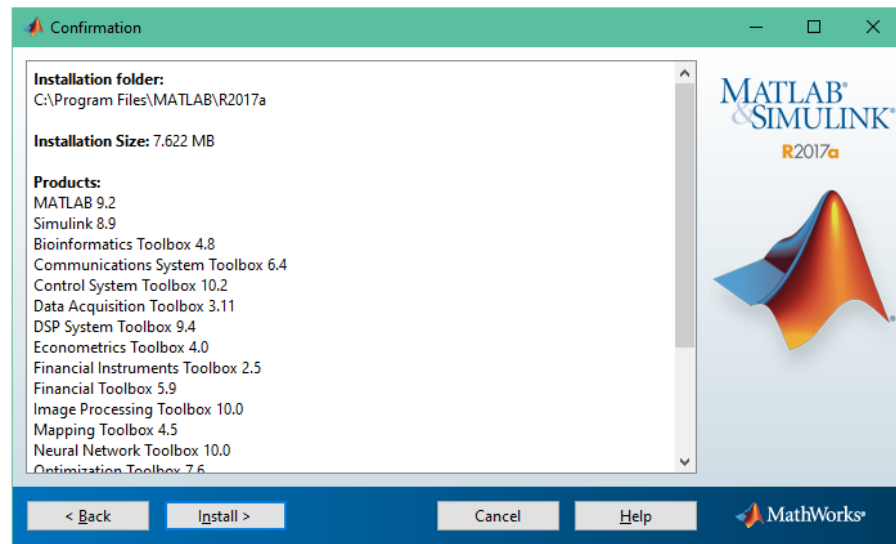 Confirmation
Installation folder:
C:\Program Files\MATLAB\R2017a
Installation Size: 7.622 MB
Products:
MATLAB 9.2
Simulink 8.9
Bioinformatics Toolbox 4.8
Communications System Toolbox 6.4
Control System Toolbox 10.2
Data Acquisition Toolbox 3.11
DSP System Toolbox 9.4
Econometrics Toolbox 4.0
Financial Instruments Toolbox 2.5
Financial Toolbox 5.9
Image Processing Toolbox 10.0
Mapping Toolbox 4.5
Neural Network Toolbox 10.0
Optimization Toolbox 7.6
MATLAB®
&SIMULINK®
R2017a
< Back
Install >
Cancel
Help
MathWorks®